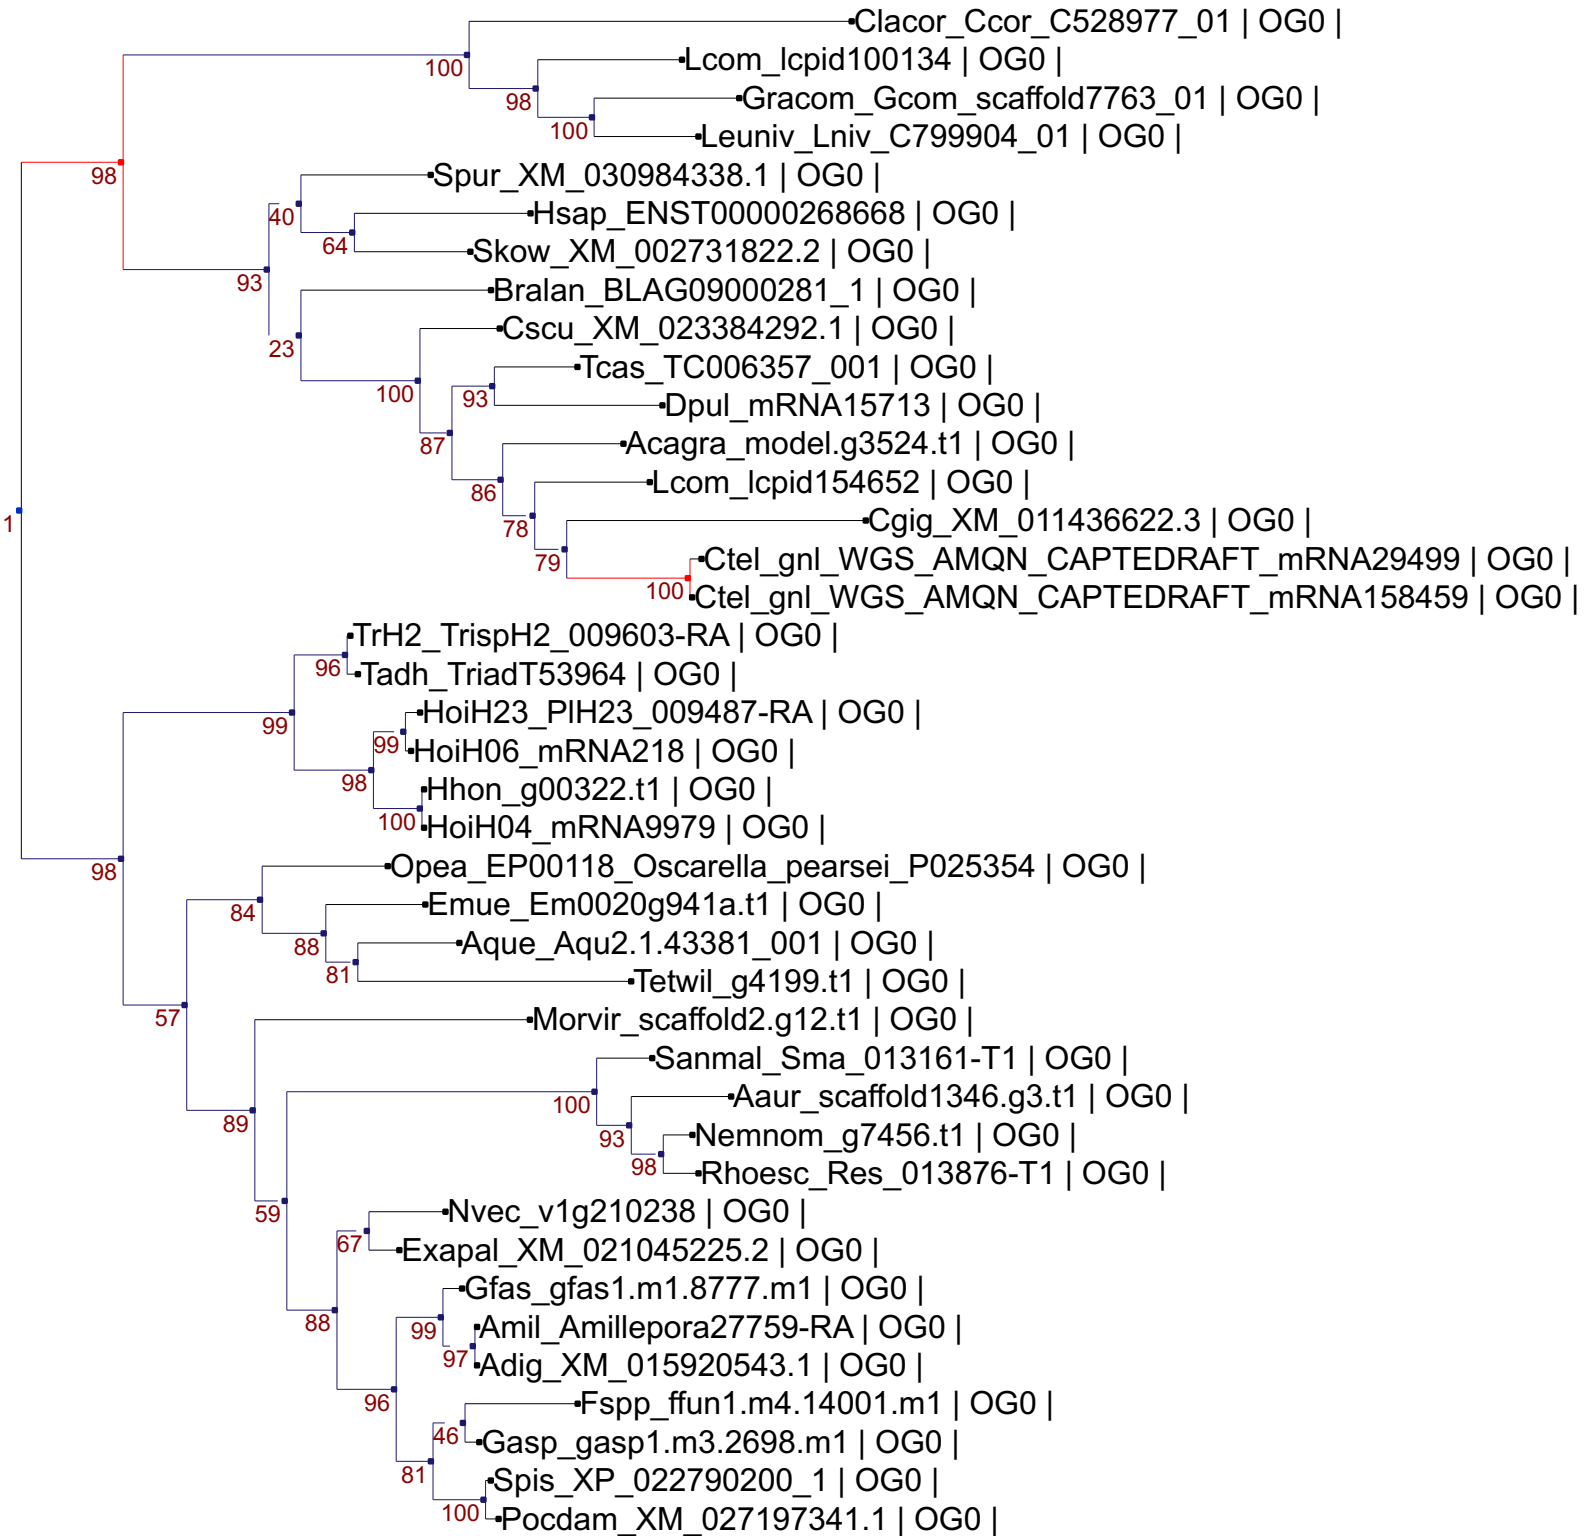 Clacor_Ccor_C528977_01 | OG0 |
100
Lcom_lcpid100134 | OG0 |
98
Gracom_Gcom_scaffold7763_01 | OG0 |
100
Leuniv_Lniv_C799904_01 | OG0 |
98
Spur_XM_030984338.1 | OG0 |
40
Hsap_ENST00000268668 | OG0 |
64
Skow_XM_002731822.2 | OG0 |
93
Bralan_BLAG09000281_1 | OG0 |
23
Cscu_XM_023384292.1 | OG0 |
100
Tcas_TC006357_001 | OG0 |
93
Dpul_mRNA15713 | OG0 |
87
Acagra_model.g3524.t1 | OG0 |
86
Lcom_lcpid154652 | OG0 |
78
1
Cgig_XM_011436622.3 | OG0 |
79
Ctel_gnl_WGS_AMQN_CAPTEDRAFT_mRNA29499 | OG0 |
100
Ctel_gnl_WGS_AMQN_CAPTEDRAFT_mRNA158459 | OG0 |
TrH2_TrispH2_009603-RA | OG0 |
96
Tadh_TriadT53964 | OG0 |
99
HoiH23_PlH23_009487-RA | OG0 |
99
HoiH06_mRNA218 | OG0 |
98
Hhon_g00322.t1 | OG0 |
100
HoiH04_mRNA9979 | OG0 |
98
Opea_EP00118_Oscarella_pearsei_P025354 | OG0 |
84
Emue_Em0020g941a.t1 | OG0 |
88
Aque_Aqu2.1.43381_001 | OG0 |
81
Tetwil_g4199.t1 | OG0 |
57
Morvir_scaffold2.g12.t1 | OG0 |
Sanmal_Sma_013161-T1 | OG0 |
100
Aaur_scaffold1346.g3.t1 | OG0 |
89
93
Nemnom_g7456.t1 | OG0 |
98
Rhoesc_Res_013876-T1 | OG0 |
59
Nvec_v1g210238 | OG0 |
67
Exapal_XM_021045225.2 | OG0 |
Gfas_gfas1.m1.8777.m1 | OG0 |
88
99
Amil_Amillepora27759-RA | OG0 |
97
Adig_XM_015920543.1 | OG0 |
96
Fspp_ffun1.m4.14001.m1 | OG0 |
46
Gasp_gasp1.m3.2698.m1 | OG0 |
81
Spis_XP_022790200_1 | OG0 |
100
Pocdam_XM_027197341.1 | OG0 |